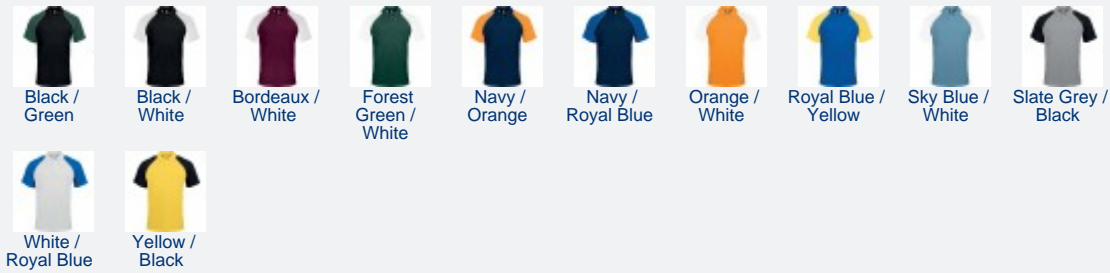 Black /
Green
Black /
White
Bordeaux /
White
Forest
Green /
White
Navy /
Orange
Navy /
Royal Blue
Orange /
White
Royal Blue /
Yellow
Sky Blue /
White
Slate Grey /
Black
White /
Royal Blue
Yellow /
Black